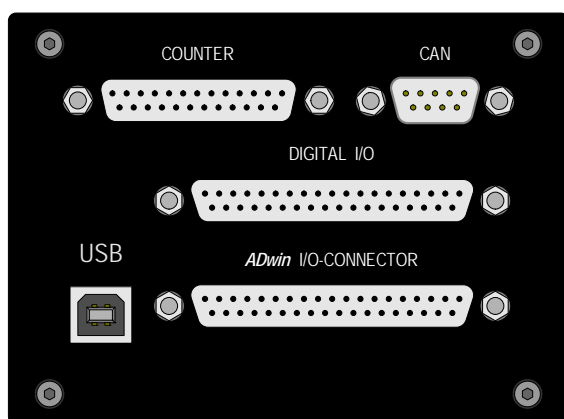 COUNTER
CAN
DIGITAL I/O
USB
ADwin I/O-CONNECTOR